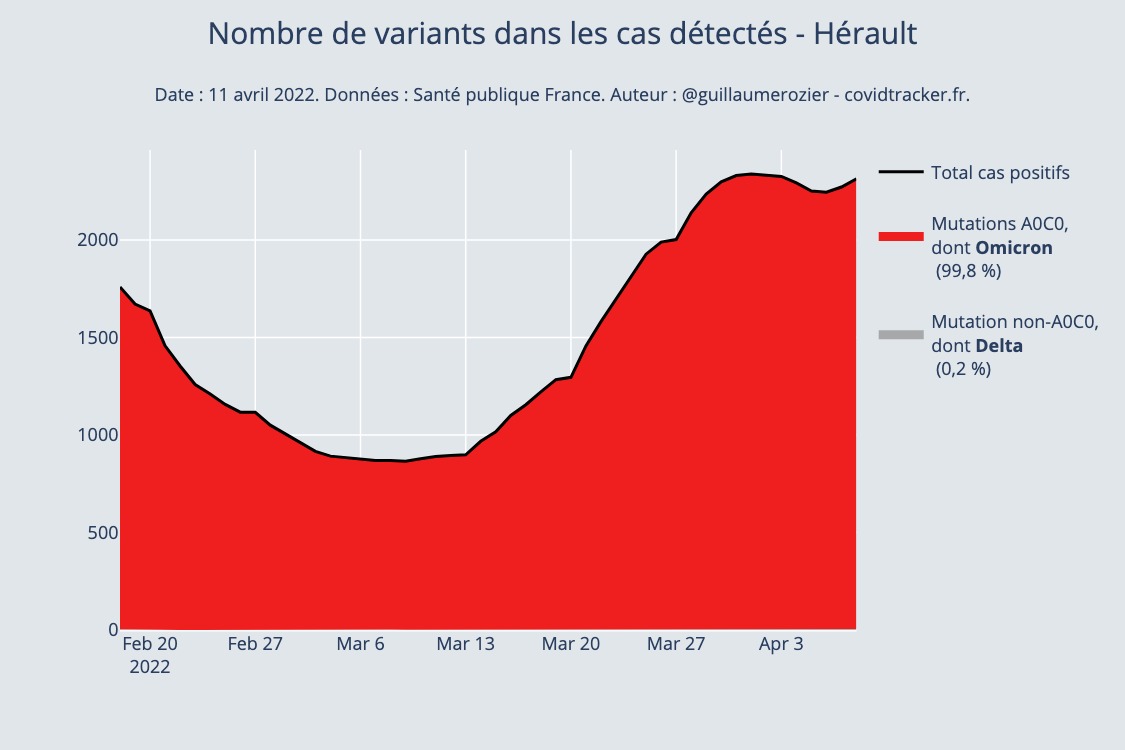 Nombre de variants dans les cas détectés - Hérault
Date : 11 avril 2022. Données : Santé publique France. Auteur : @guillaumerozier - covidtracker.fr.
Total cas positifs
Mutations A0C0,
dont Omicron
(99,8 %)
Mutation non-A0C0,
dont Delta
(0,2 %)
2000
1500
1000
500
0
Feb 20 Feb 27 Mar 6 Mar 13 Mar 20 Mar 27 Apr 3
2022